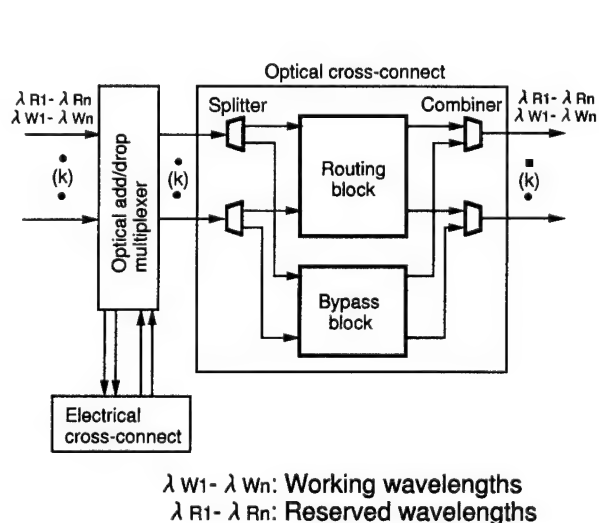 Optical cross-connect
λ R1- λ Rn
λ W1- λ Wn
Splitter
Combiner
λ R1- λ Rn
λ W1- λ Wn
(k)
Optical add/drop
multiplexer
(k)
Routing
block
(k)
Bypass
block
Electrical
cross-connect
λ W1- λ Wn: Working wavelengths
λ R1- λ Rn: Reserved wavelengths